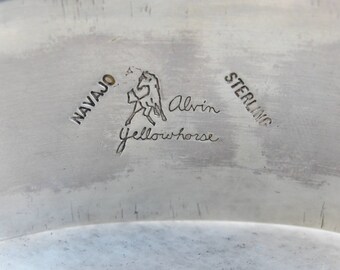 NAVAJO
Alvin
Yellowhorse
STERLING